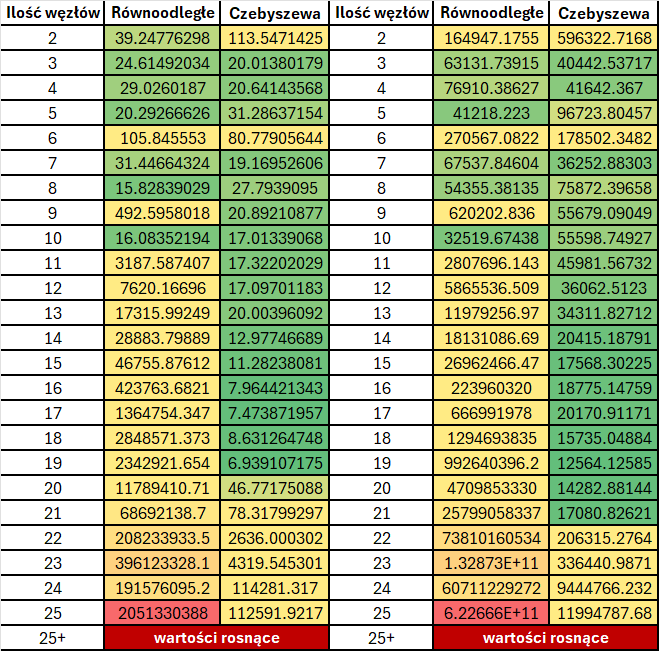 Ilość węzłów Równoodległe Czebyszewa Ilość węzłów Równoodległe Czebyszewa
2 39.24776298 113.5471425 2 164947.1755 596322.7168
3 24.61492034 20.01380179 3 63131.73915 40442.53717
4 29.0260187 20.64143568 4 76910.38627 41642.367
5 20.29266626 31.28637154 5 41218.223 96723.80457
6 105.845553 80.77905644 6 270567.0822 178502.3482
7 31.44664324 19.16952606 7 67537.84604 36252.88303
8 15.82839029 27.7939095 8 54355.38135 75872.39658
9 492.5958018 20.89210877 9 620202.836 55679.09049
10 16.08352194 17.01339068 10 32519.67438 55598.74927
11 3187.587407 17.32202029 11 2807696.143 45981.56732
12 7620.16696 17.09701183 12 5865536.509 36062.5123
13 17315.99249 20.00396092 13 11979256.97 34311.82712
14 28883.79889 12.97746689 14 18131086.69 20415.18791
15 46755.87612 11.28238081 15 26962466.47 17568.30225
16 423763.6821 7.964421343 16 223960320 18775.14759
17 1364754.347 7.473871957 17 666991978 20170.91171
18 2848571.373 8.631264748 18 1294693835 15735.04884
19 2342921.654 6.939107175 19 992640396.2 12564.12585
20 11789410.71 46.77175088 20 4709853330 14282.88144
21 68692138.7 78.31799297 21 25799058337 17080.82621
22 208233933.5 2636.000302 22 73810160534 206315.2764
23 396123328.1 4319.545301 23 1.32873E+11 336440.9871
24 191576095.2 114281.317 24 60711229272 9444766.232
25 2051330388 112591.9217 25 6.22666E+11 11994787.68
25+ wartości rosnące 25+ wartości rosnące